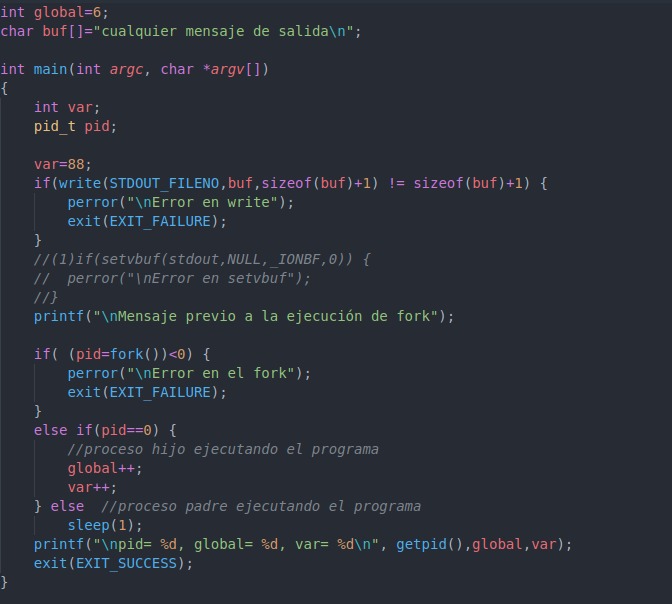 int global=6;
char buf[]="cualquier mensaje de salida\n";

int main(int argc, char *argv[])
{
    int var;
    pid_t pid;

    var=88;
    if(write(STDOUT_FILENO,buf,sizeof(buf)+1) != sizeof(buf)+1) {
        perror("\nError en write");
        exit(EXIT_FAILURE);
    }
    //(1)if(setvbuf(stdout,NULL,_IONBF,0)) {
    //  perror("\nError en setvbuf");
    //}
    printf("\nMensaje previo a la ejecución de fork");

    if( (pid=fork())<0) {
        perror("\nError en el fork");
        exit(EXIT_FAILURE);
    }
    else if(pid==0) {
        //proceso hijo ejecutando el programa
        global++;
        var++;
    } else  //proceso padre ejecutando el programa
        sleep(1);
    printf("\npid= %d, global= %d, var= %d\n", getpid(),global,var);
    exit(EXIT_SUCCESS);
}